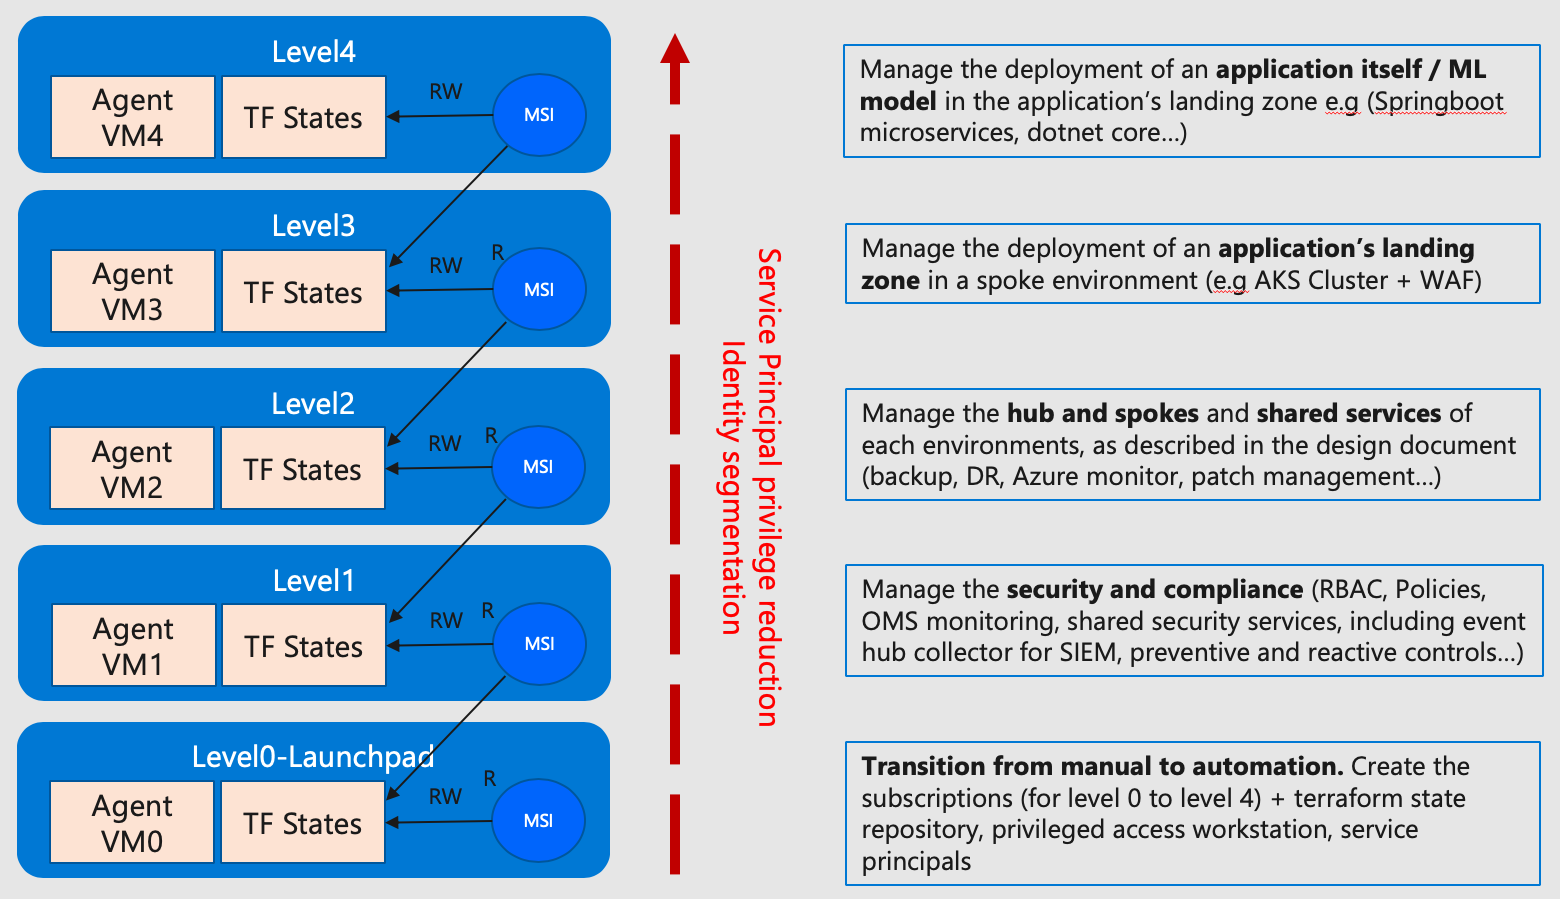 Level4
Agent
VM4
TF States
RW
MSI
Manage the deployment of an application itself / ML
model in the application’s landing zone e.g (Springboot
microservices, dotnet core…)
Level3
Agent
VM3
TF States
RW
R
MSI
Manage the deployment of an application’s landing
zone in a spoke environment (e.g AKS Cluster + WAF)
Level2
Agent
VM2
TF States
RW
R
MSI
Manage the hub and spokes and shared services of
each environments, as described in the design document
(backup, DR, Azure monitor, patch management…)
Level1
Agent
VM1
TF States
RW
R
MSI
Manage the security and compliance (RBAC, Policies,
OMS monitoring, shared security services, including event
hub collector for SIEM, preventive and reactive controls…)
Level0-Launchpad
Agent
VM0
TF States
RW
R
MSI
Transition from manual to automation. Create the
subscriptions (for level 0 to level 4) + terraform state
repository, privileged access workstation, service
principals
Service Principal privilege reduction
Identity segmentation